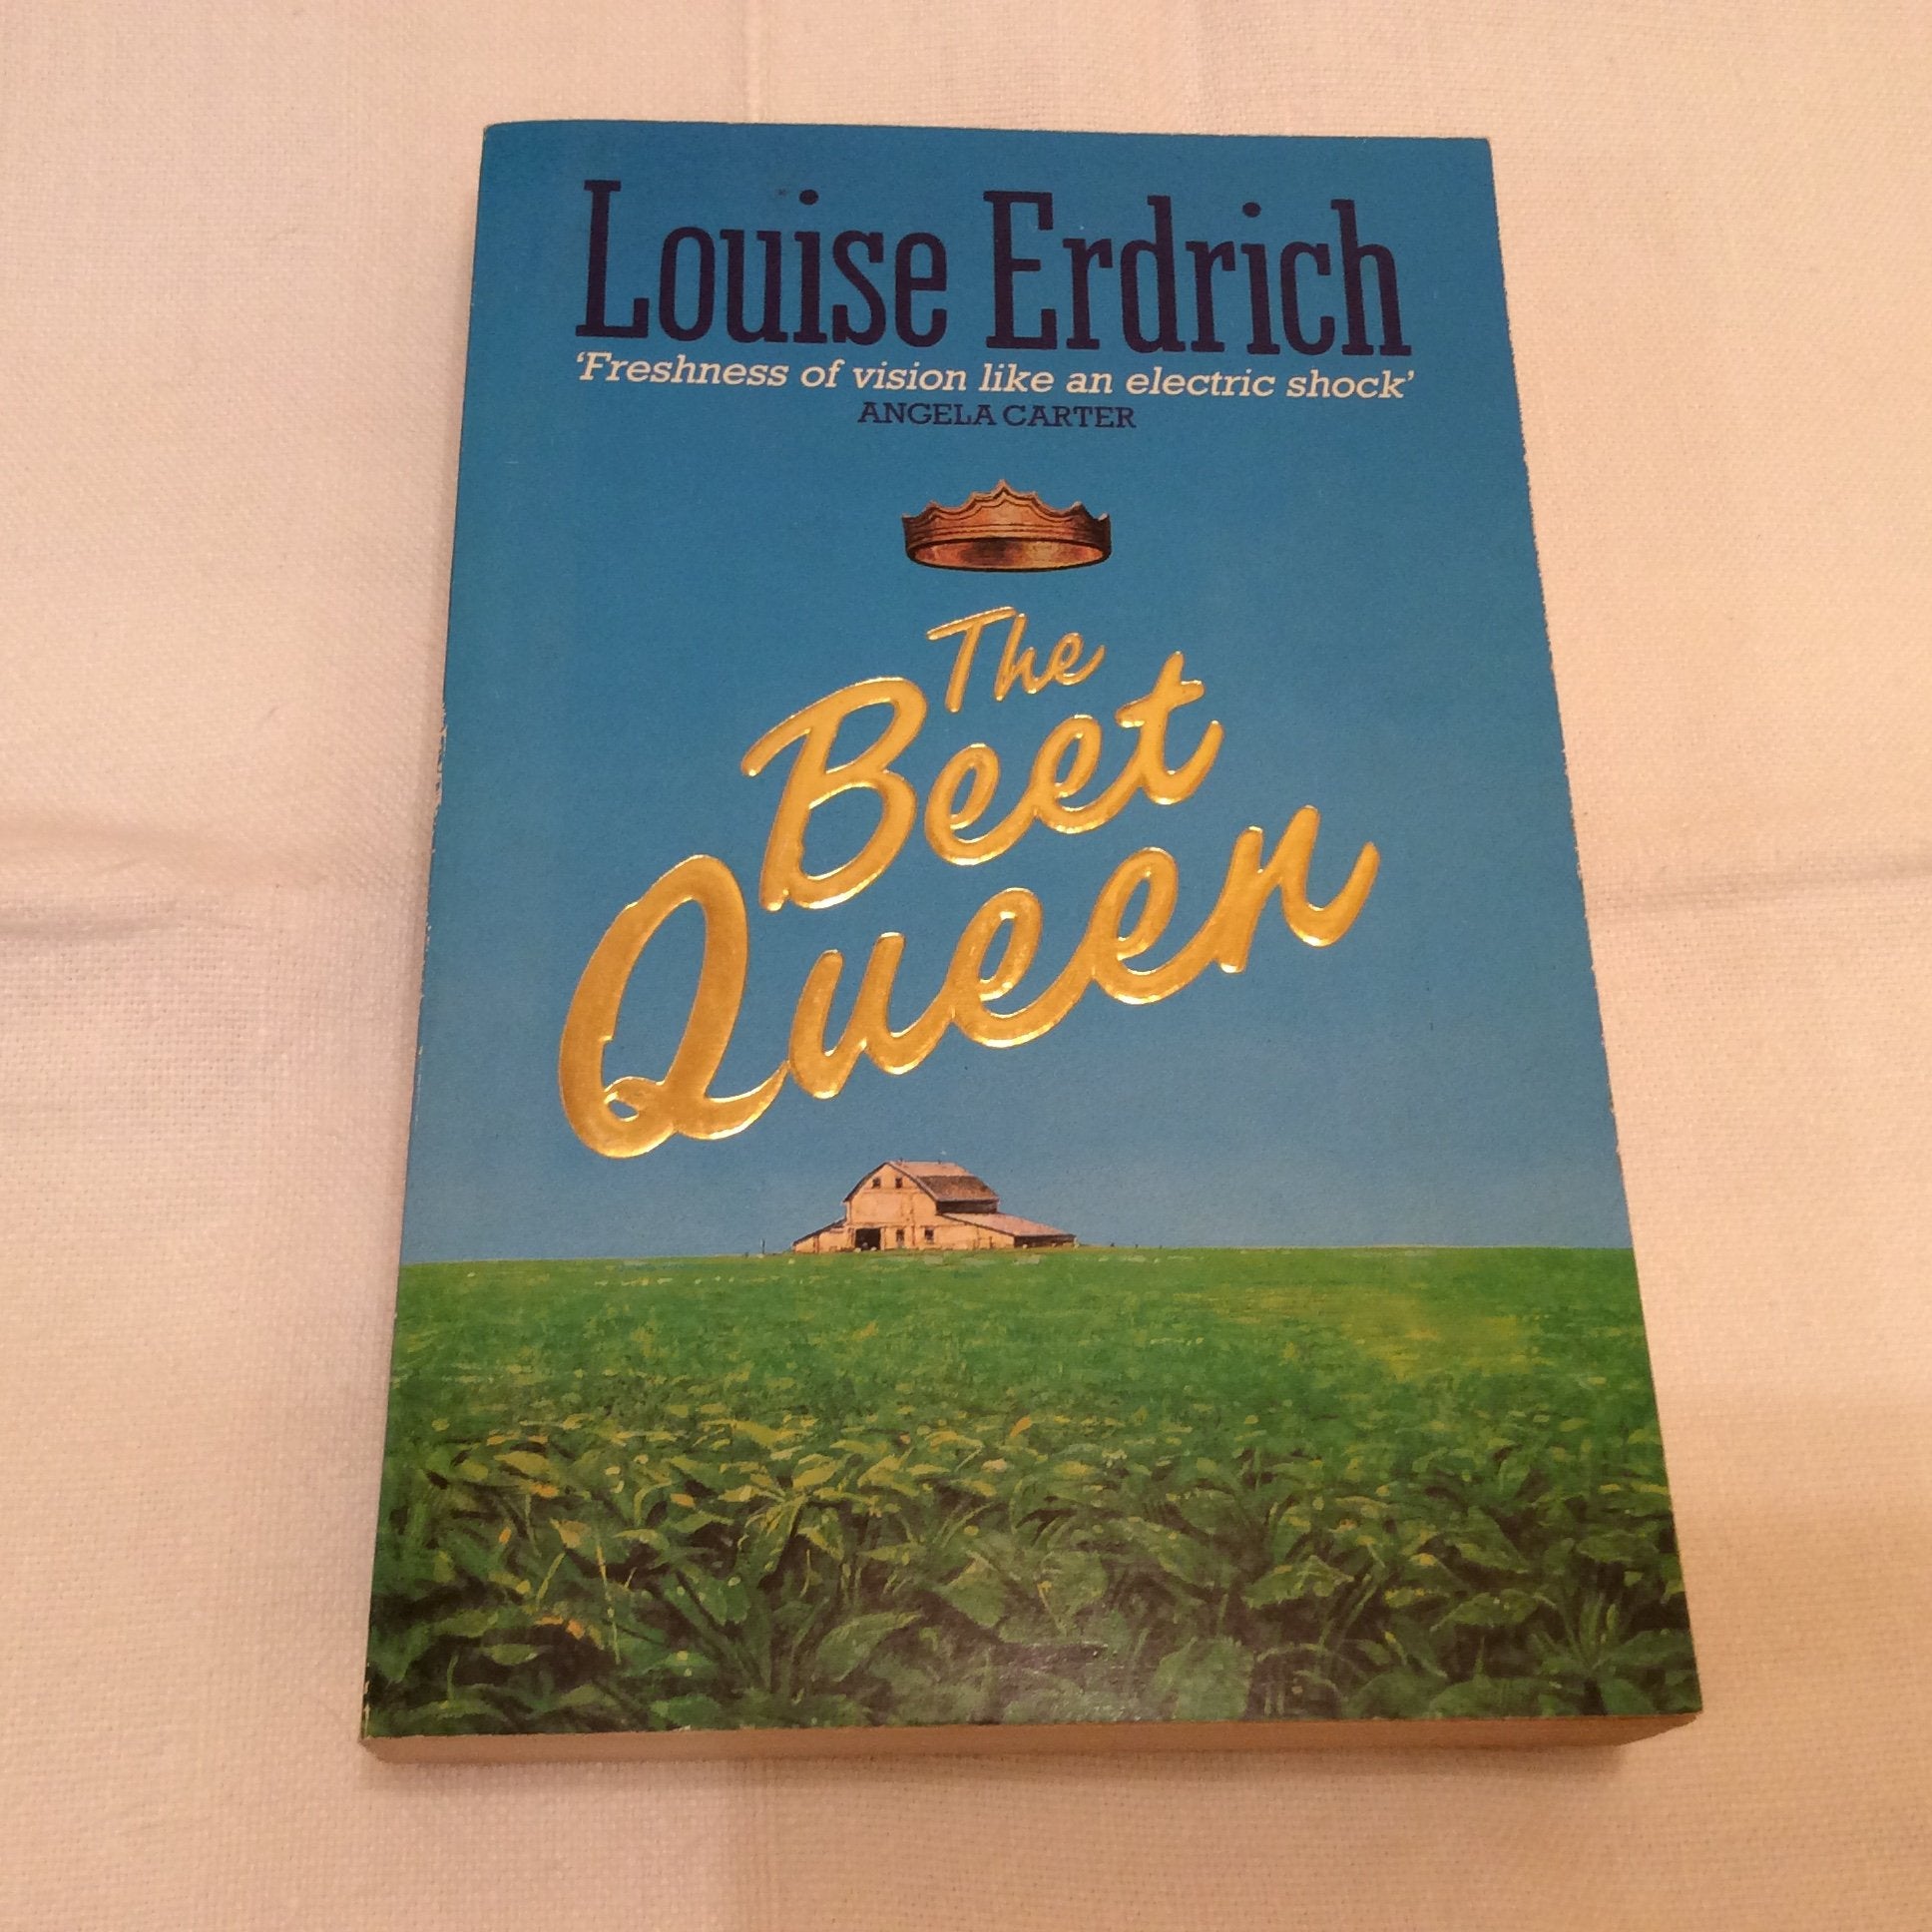 Louise Erdrich
‘Freshness of vision like an electric shock’
ANGELA CARTER
The
Beet
Queen